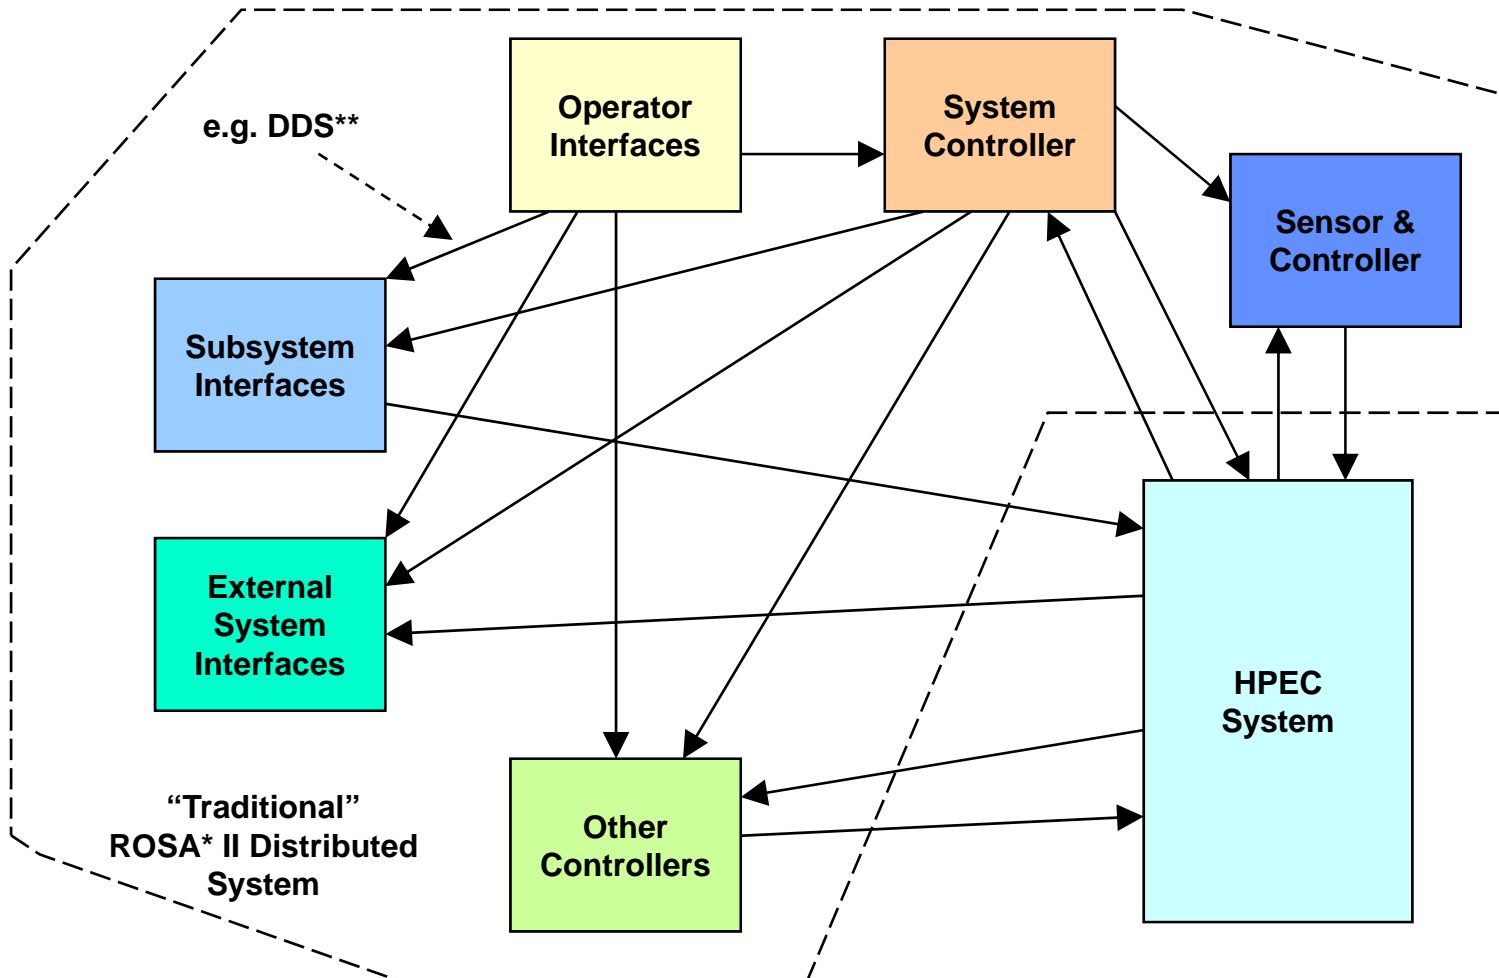 e.g. DDS**
Operator
Interfaces
System
Controller
Sensor &
Controller
Subsystem
Interfaces
External
System
Interfaces
HPEC
System
“Traditional”
ROSA* II Distributed
System
Other
Controllers